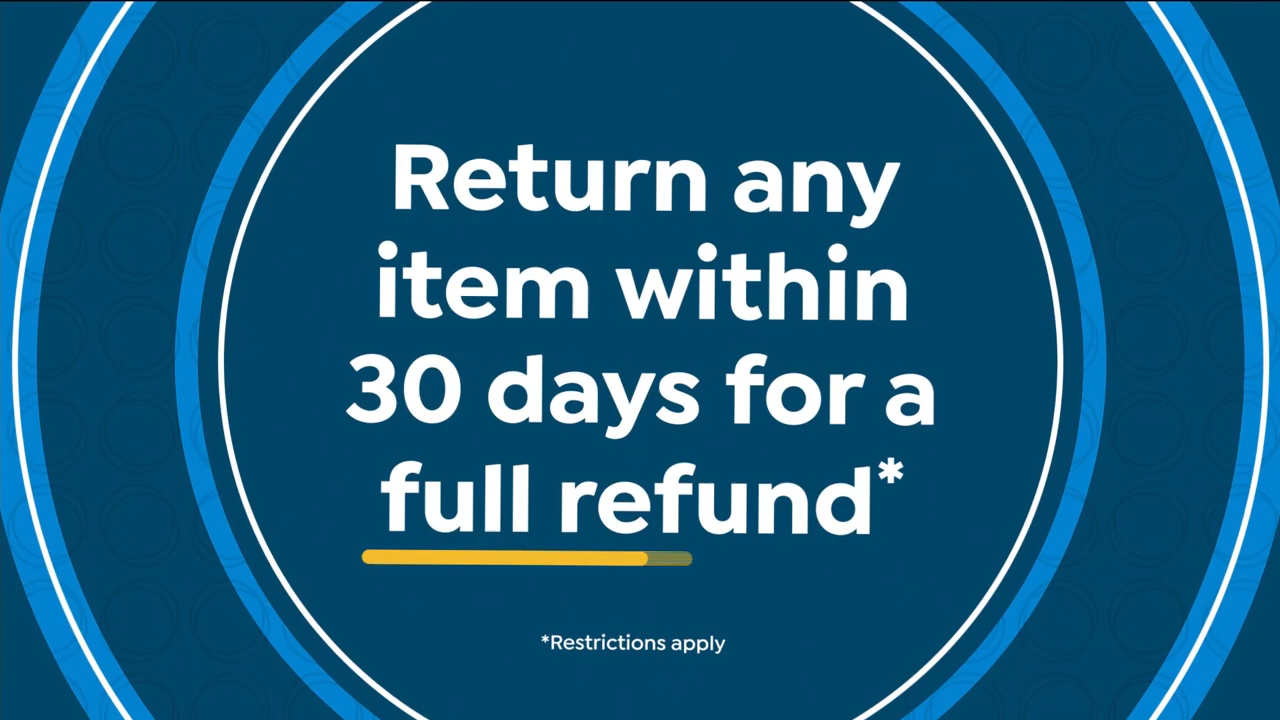 Return any
item within
30 days for a
full refund*
*Restrictions apply